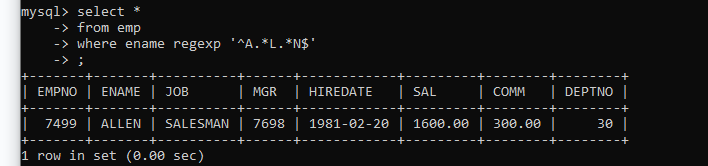 mysql> select *
    -> from emp
    -> where ename regexp '^A.*L.*N$'
    -> ;
+-------+-------+----------+------+------------+---------+--------+--------+
| EMPNO | ENAME | JOB      | MGR  | HIREDATE   | SAL     | COMM   | DEPTNO |
+-------+-------+----------+------+------------+---------+--------+--------+
|  7499 | ALLEN | SALESMAN | 7698 | 1981-02-20 | 1600.00 | 300.00 |     30 |
+-------+-------+----------+------+------------+---------+--------+--------+
1 row in set (0.00 sec)